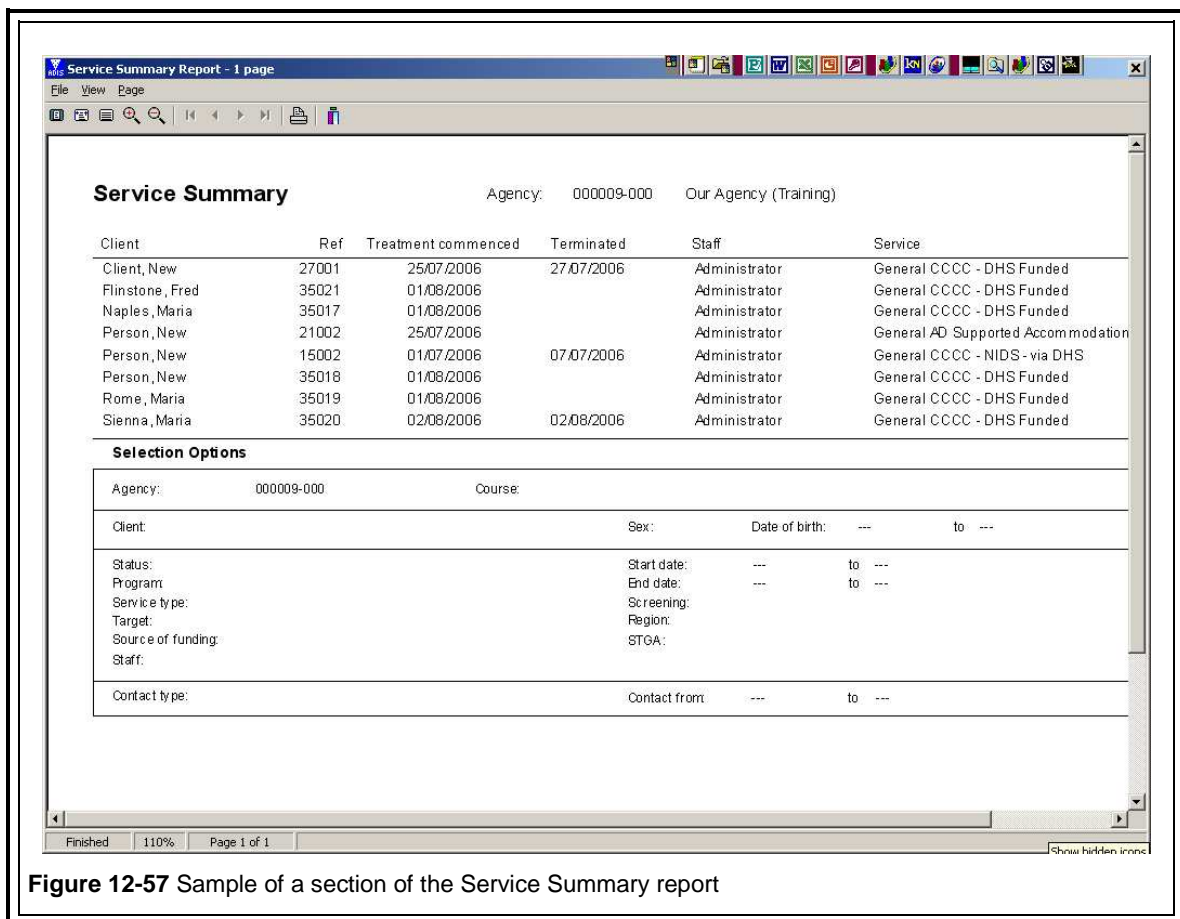 ADIS Service Summary Report - 1 page
File View Page
Service Summary Agency: 000009-000 Our Agency (Training)
Client Ref Treatment commenced Terminated Staff Service
Client, New 27001 25/07/2006 27/07/2006 Administrator General CCCC - DHS Funded
Flinstone, Fred 35021 01/08/2006 Administrator General CCCC - DHS Funded
Naples, Maria 35017 01/08/2006 Administrator General CCCC - DHS Funded
Person, New 21002 25/07/2006 Administrator General AD Supported Accommodation
Person, New 15002 01/07/2006 07/07/2006 Administrator General CCCC - NIDS - via DHS
Person, New 35018 01/08/2006 Administrator General CCCC - DHS Funded
Rome, Maria 35019 01/08/2006 Administrator General CCCC - DHS Funded
Sienna, Maria 35020 02/08/2006 02/08/2006 Administrator General CCCC - DHS Funded
Selection Options
Agency: 000009-000 Course:
Client: Sex: Date of birth: --- to ---
Status: Start date: --- to ---
Program: End date: --- to ---
Service type: Screening:
Target: Region:
Source of funding: STGA:
Staff:
Contact type: Contact from: --- to ---
Finished 110% Page 1 of 1
Show hidden icons
Figure 12-57 Sample of a section of the Service Summary report